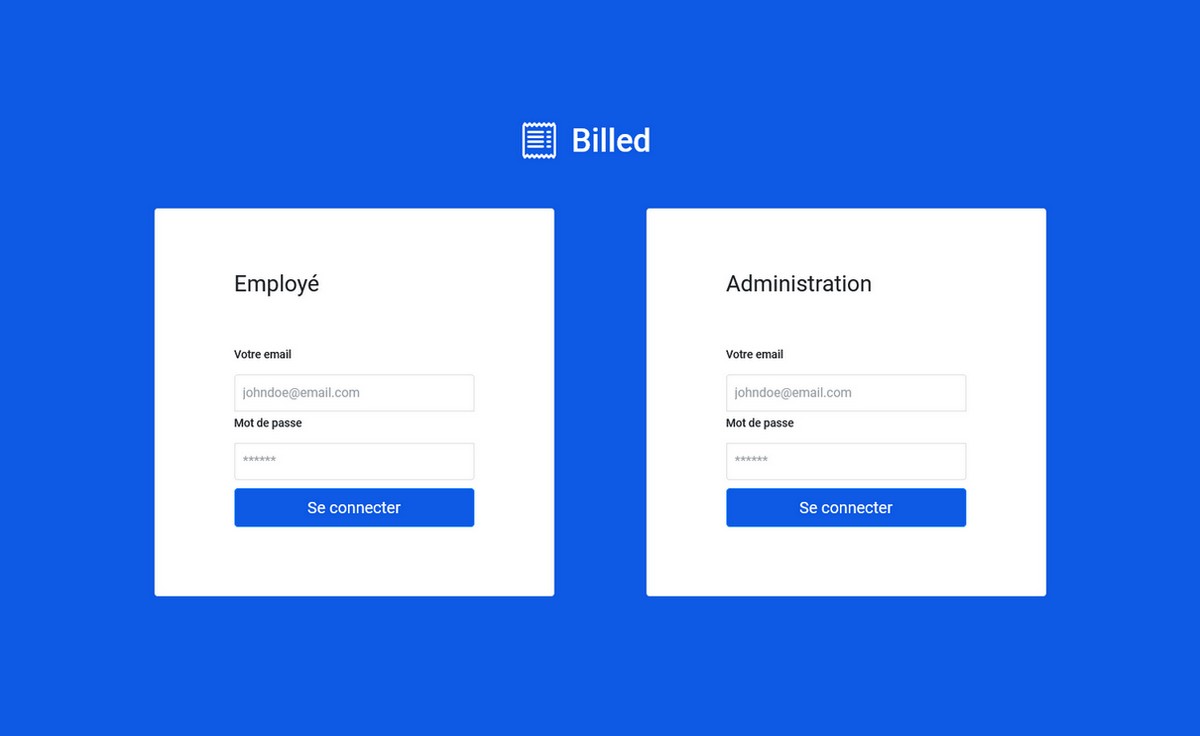 Billed
Employé
Votre email
johndoe@email.com
Mot de passe
******
Se connecter
Administration
Votre email
johndoe@email.com
Mot de passe
******
Se connecter